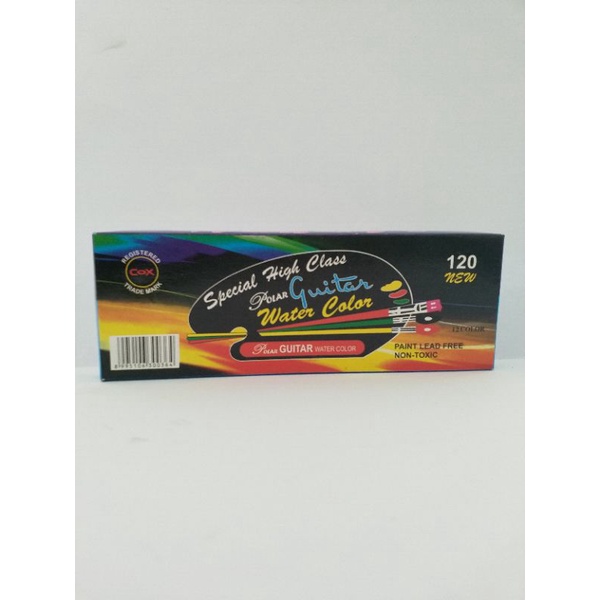 REGISTERED
COX
TRADE MARK
Special High Class
POLAR Guitar
Water Color
POLAR GUITAR WATER COLOR
120
NEW
12 COLOR
PAINT LEAD FREE
NON-TOXIC